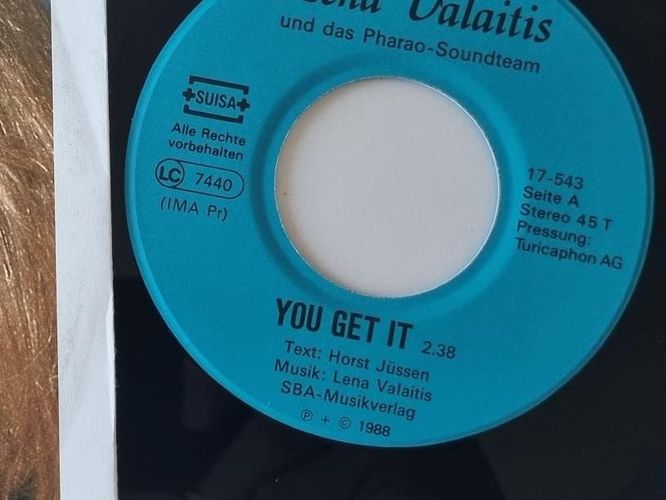 Lena Valaitis
und das Pharao-Soundteam
SUISA
Alle Rechte
vorbehalten
LC 7440
(IMA Pr)
17-543
Seite A
Stereo 45 T
Pressung:
Turicaphon AG
YOU GET IT 2.38
Text: Horst Jüssen
Musik: Lena Valaitis
SBA-Musikverlag
℗ + © 1988